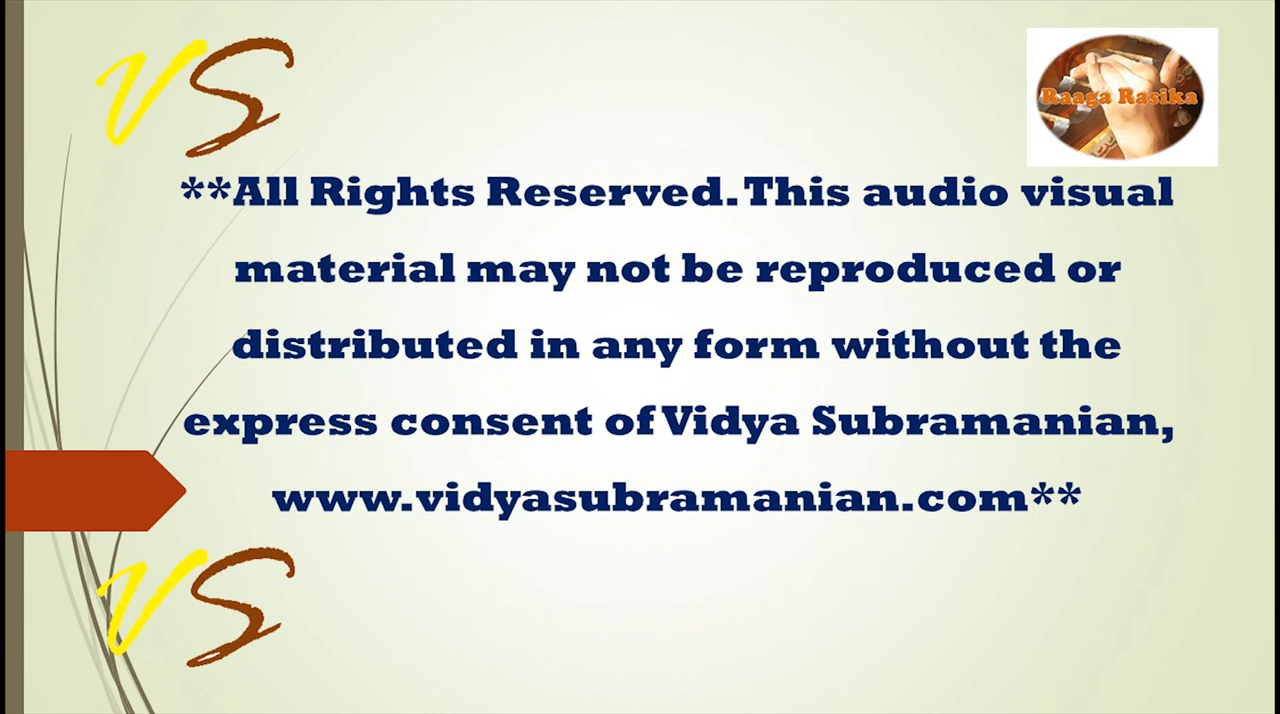 VS
Raaga Rasika
**All Rights Reserved. This audio visual
material may not be reproduced or
distributed in any form without the
express consent of Vidya Subramanian,
www.vidyasubramanian.com**
VS